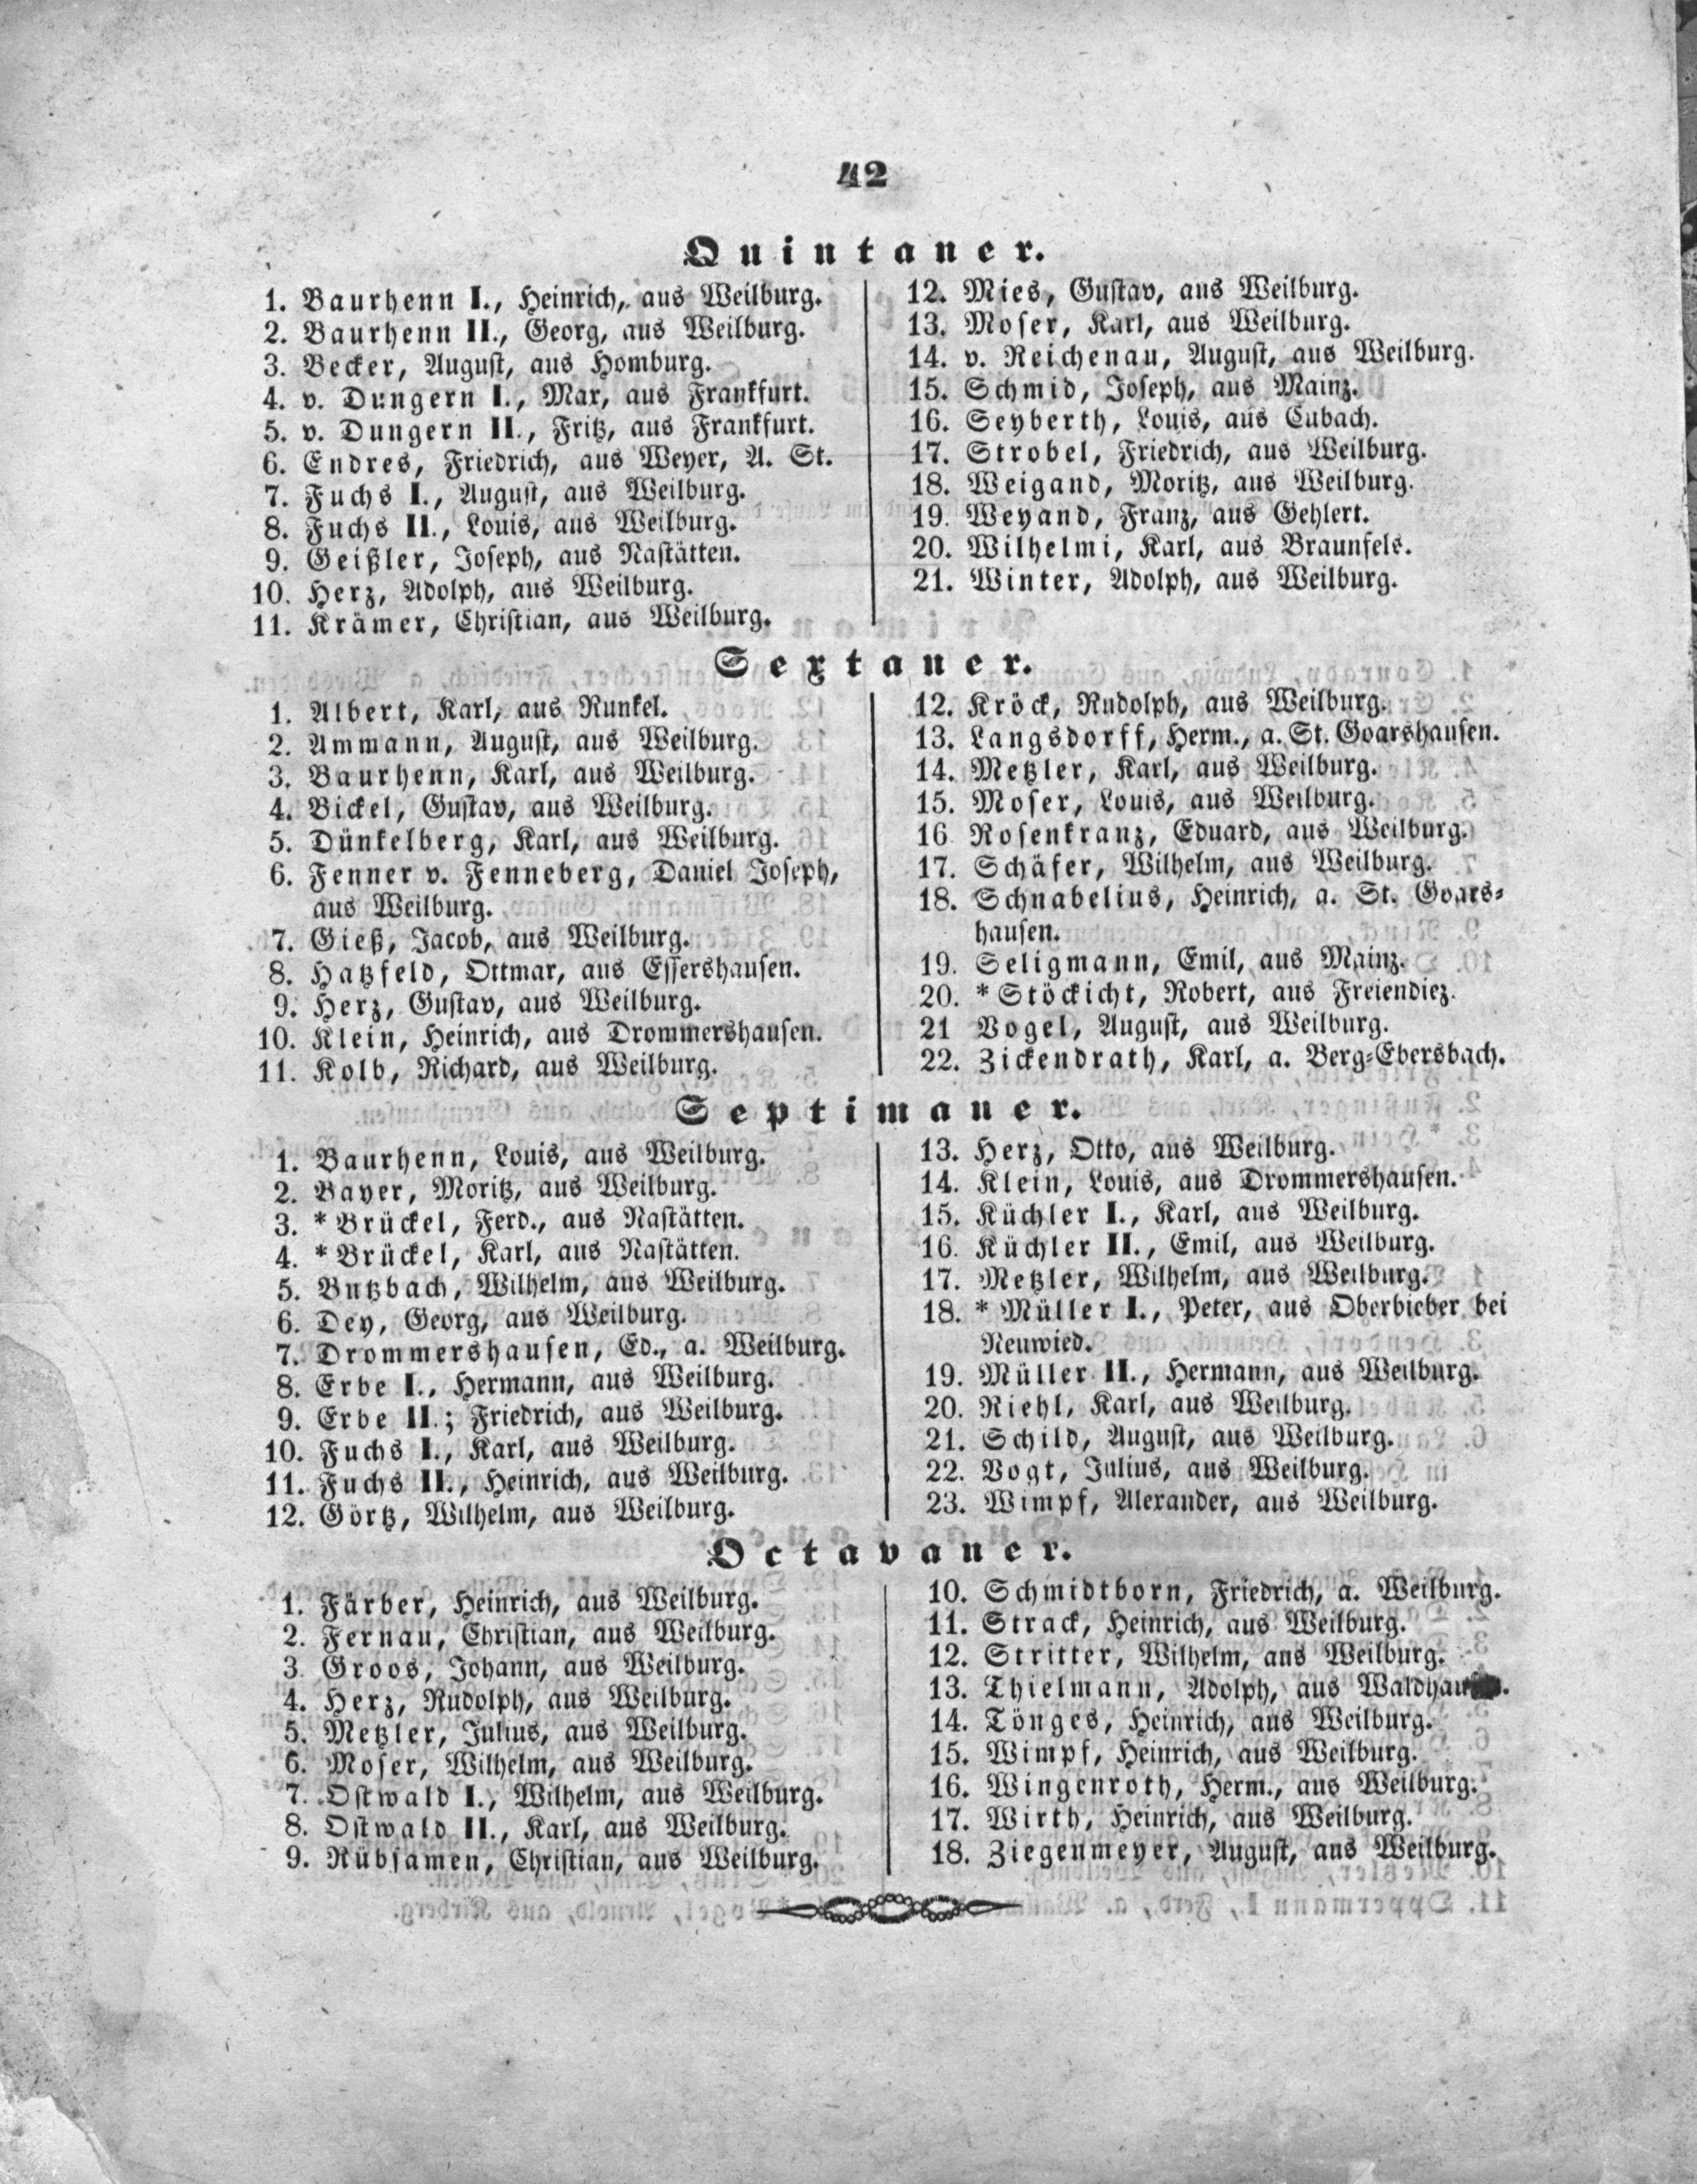 42
Quintaner.
1. Baurhenn I., Heinrich, aus Weilburg.
2. Baurhenn II., Georg, aus Weilburg.
3. Becker, August, aus Homburg.
4. v. Dungern I., Max, aus Frankfurt.
5. v. Dungern II., Fritz, aus Frankfurt.
6. Endres, Friedrich, aus Weyer, A. St.
7. Fuchs I., August, aus Weilburg.
8. Fuchs II., Louis, aus Weilburg.
9. Geißler, Joseph, aus Nastätten.
10. Herz, Adolph, aus Weilburg.
11. Krämer, Christian, aus Weilburg.
12. Mies, Gustav, aus Weilburg.
13. Moser, Karl, aus Weilburg.
14. v. Reichenau, August, aus Weilburg.
15. Schmid, Joseph, aus Mainz.
16. Seyberth, Louis, aus Cubach.
17. Strobel, Friedrich, aus Weilburg.
18. Weigand, Moritz, aus Weilburg.
19. Weyand, Franz, aus Gehlert.
20. Wilhelmi, Karl, aus Braunfels.
21. Winter, Adolph, aus Weilburg.
Sextaner.
1. Albert, Karl, aus Runkel.
2. Ammann, August, aus Weilburg.
3. Baurhenn, Karl, aus Weilburg.
4. Bickel, Gustav, aus Weilburg.
5. Dünkelberg, Karl, aus Weilburg.
6. Fenner v. Fenneberg, Daniel Joseph,
aus Weilburg.
7. Gieß, Jacob, aus Weilburg.
8. Hatzfeld, Ottmar, aus Essershausen.
9. Herz, Gustav, aus Weilburg.
10. Klein, Heinrich, aus Drommershausen.
11. Kolb, Richard, aus Weilburg.
12. Kröck, Rudolph, aus Weilburg.
13. Langsdorff, Herm., a. St. Goarshausen.
14. Metzler, Karl, aus Weilburg.
15. Moser, Louis, aus Weilburg.
16 Rosenkranz, Eduard, aus Weilburg.
17. Schäfer, Wilhelm, aus Weilburg.
18. Schnabelius, Heinrich, a. St. Goars-
hausen.
19. Seligmann, Emil, aus Mainz.
20. * Stöckicht, Robert, aus Freiendiez.
21 Vogel, August, aus Weilburg.
22. Zickendrath, Karl, a. Berg-Ebersbach.
Septimaner.
1. Baurhenn, Louis, aus Weilburg.
2. Bayer, Moritz, aus Weilburg.
3. * Brückel, Ferd., aus Nastätten.
4. * Brückel, Karl, aus Nastätten.
5. Butzbach, Wilhelm, aus Weilburg.
6. Dey, Georg, aus Weilburg.
7. Drommershausen, Ed., a. Weilburg.
8. Erbe I., Hermann, aus Weilburg.
9. Erbe II.; Friedrich, aus Weilburg.
10. Fuchs I., Karl, aus Weilburg.
11. Fuchs II., Heinrich, aus Weilburg.
12. Görtz, Wilhelm, aus Weilburg.
13. Herz, Otto, aus Weilburg.
14. Klein, Louis, aus Drommershausen.
15. Küchler I., Karl, aus Weilburg.
16. Küchler II., Emil, aus Weilburg.
17. Metzler, Wilhelm, aus Weilburg.
18. * Müller I., Peter, aus Oberbieber bei
Neuwied.
19. Müller II., Hermann, aus Weilburg.
20. Riehl, Karl, aus Weilburg.
21. Schild, August, aus Weilburg.
22. Vogt, Julius, aus Weilburg.
23. Wimpf, Alexander, aus Weilburg.
Octavaner.
1. Färber, Heinrich, aus Weilburg.
2. Fernau, Christian, aus Weilburg.
3. Groos, Johann, aus Weilburg.
4. Herz, Rudolph, aus Weilburg.
5. Metzler, Julius, aus Weilburg.
6. Moser, Wilhelm, aus Weilburg.
7. Ostwald I., Wilhelm, aus Weilburg.
8. Ostwald II., Karl, aus Weilburg.
9. Rübsamen, Christian, aus Weilburg.
10. Schmidtborn, Friedrich, a. Weilburg.
11. Strack, Heinrich, aus Weilburg.
12. Stritter, Wilhelm, aus Weilburg.
13. Thielmann, Adolph, aus
14. Tönges, Heinrich, aus Weilburg.
15. Wimpf, Heinrich, aus Weilburg.
16. Wingenroth, Herm., aus Weilburg.
17. Wirth, Heinrich, aus Weilburg.
18. Ziegenmeyer, August, aus Weilburg.